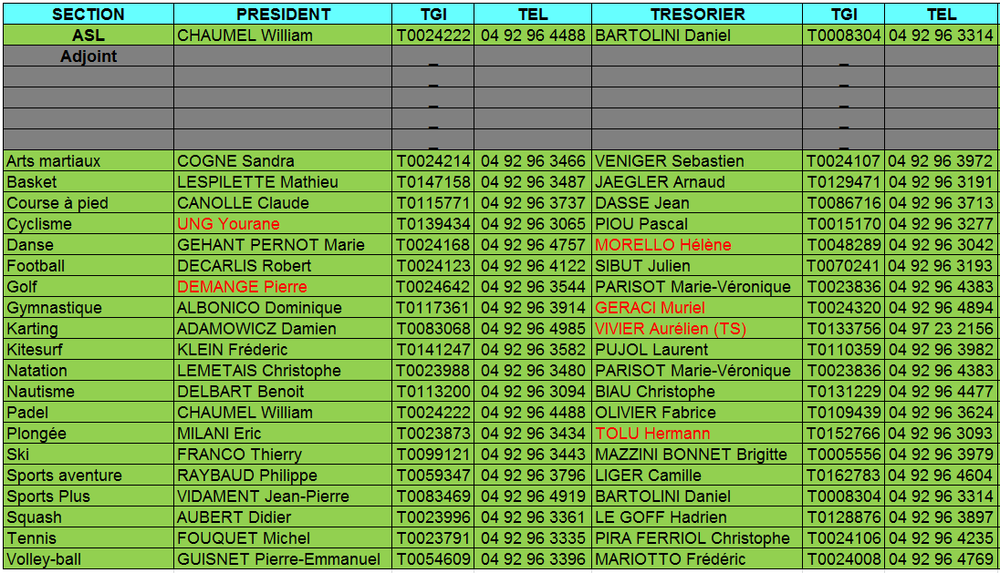 SECTION PRESIDENT TGI TEL TRESORIER TGI TEL
ASL CHAUMEL William T0024222 04 92 96 4488 BARTOLINI Daniel T0008304 04 92 96 3314
Adjoint _ _
_ _
_ _
_ _
_ _
Arts martiaux COGNE Sandra T0024214 04 92 96 3466 VENIGER Sebastien T0024107 04 92 96 3972
Basket LESPILETTE Mathieu T0147158 04 92 96 3487 JAEGLER Arnaud T0129471 04 92 96 3191
Course à pied CANOLLE Claude T0115771 04 92 96 3737 DASSE Jean T0086716 04 92 96 3713
Cyclisme UNG Yourane T0139434 04 92 96 3065 PIOU Pascal T0015170 04 92 96 3277
Danse GEHANT PERNOT Marie T0024168 04 92 96 4757 MORELLO Hélène T0048289 04 92 96 3042
Football DECARLIS Robert T0024123 04 92 96 4122 SIBUT Julien T0070241 04 92 96 3193
Golf DEMANGE Pierre T0024642 04 92 96 3544 PARISOT Marie-Véronique T0023836 04 92 96 4383
Gymnastique ALBONICO Dominique T0117361 04 92 96 3914 GERACI Muriel T0024320 04 92 96 4894
Karting ADAMOWICZ Damien T0083068 04 92 96 4985 VIVIER Aurélien (TS) T0133756 04 97 23 2156
Kitesurf KLEIN Fréderic T0141247 04 92 96 3582 PUJOL Laurent T0110359 04 92 96 3982
Natation LEMETAIS Christophe T0023988 04 92 96 3480 PARISOT Marie-Véronique T0023836 04 92 96 4383
Nautisme DELBART Benoit T0113200 04 92 96 3094 BIAU Christophe T0131229 04 92 96 4477
Padel CHAUMEL William T0024222 04 92 96 4488 OLIVIER Fabrice T0109439 04 92 96 3624
Plongée MILANI Eric T0023873 04 92 96 3434 TOLU Hermann T0152766 04 92 96 3093
Ski FRANCO Thierry T0099121 04 92 96 3443 MAZZINI BONNET Brigitte T0005556 04 92 96 3979
Sports aventure RAYBAUD Philippe T0059347 04 92 96 3796 LIGER Camille T0162783 04 92 96 4604
Sports Plus VIDAMENT Jean-Pierre T0083469 04 92 96 4919 BARTOLINI Daniel T0008304 04 92 96 3314
Squash AUBERT Didier T0023996 04 92 96 3361 LE GOFF Hadrien T0128876 04 92 96 3897
Tennis FOUQUET Michel T0023791 04 92 96 3335 PIRA FERRIOL Christophe T0024106 04 92 96 4235
Volley-ball GUISNET Pierre-Emmanuel T0054609 04 92 96 3396 MARIOTTO Frédéric T0024008 04 92 96 4769